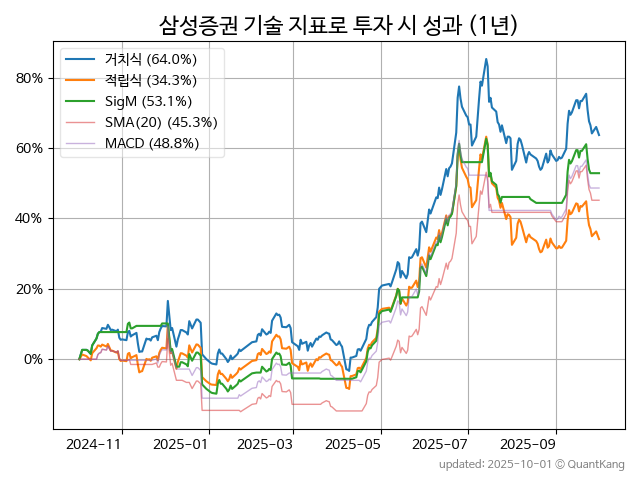 삼성증권 기술 지표로 투자 시 성과 (1년)
거치식 (64.0%)
적립식 (34.3%)
SigM (53.1%)
SMA(20) (45.3%)
MACD (48.8%)
80%
60%
40%
20%
0%
2024-11 2025-01 2025-03 2025-05 2025-07 2025-09
updated: 2025-10-01 © QuantKang